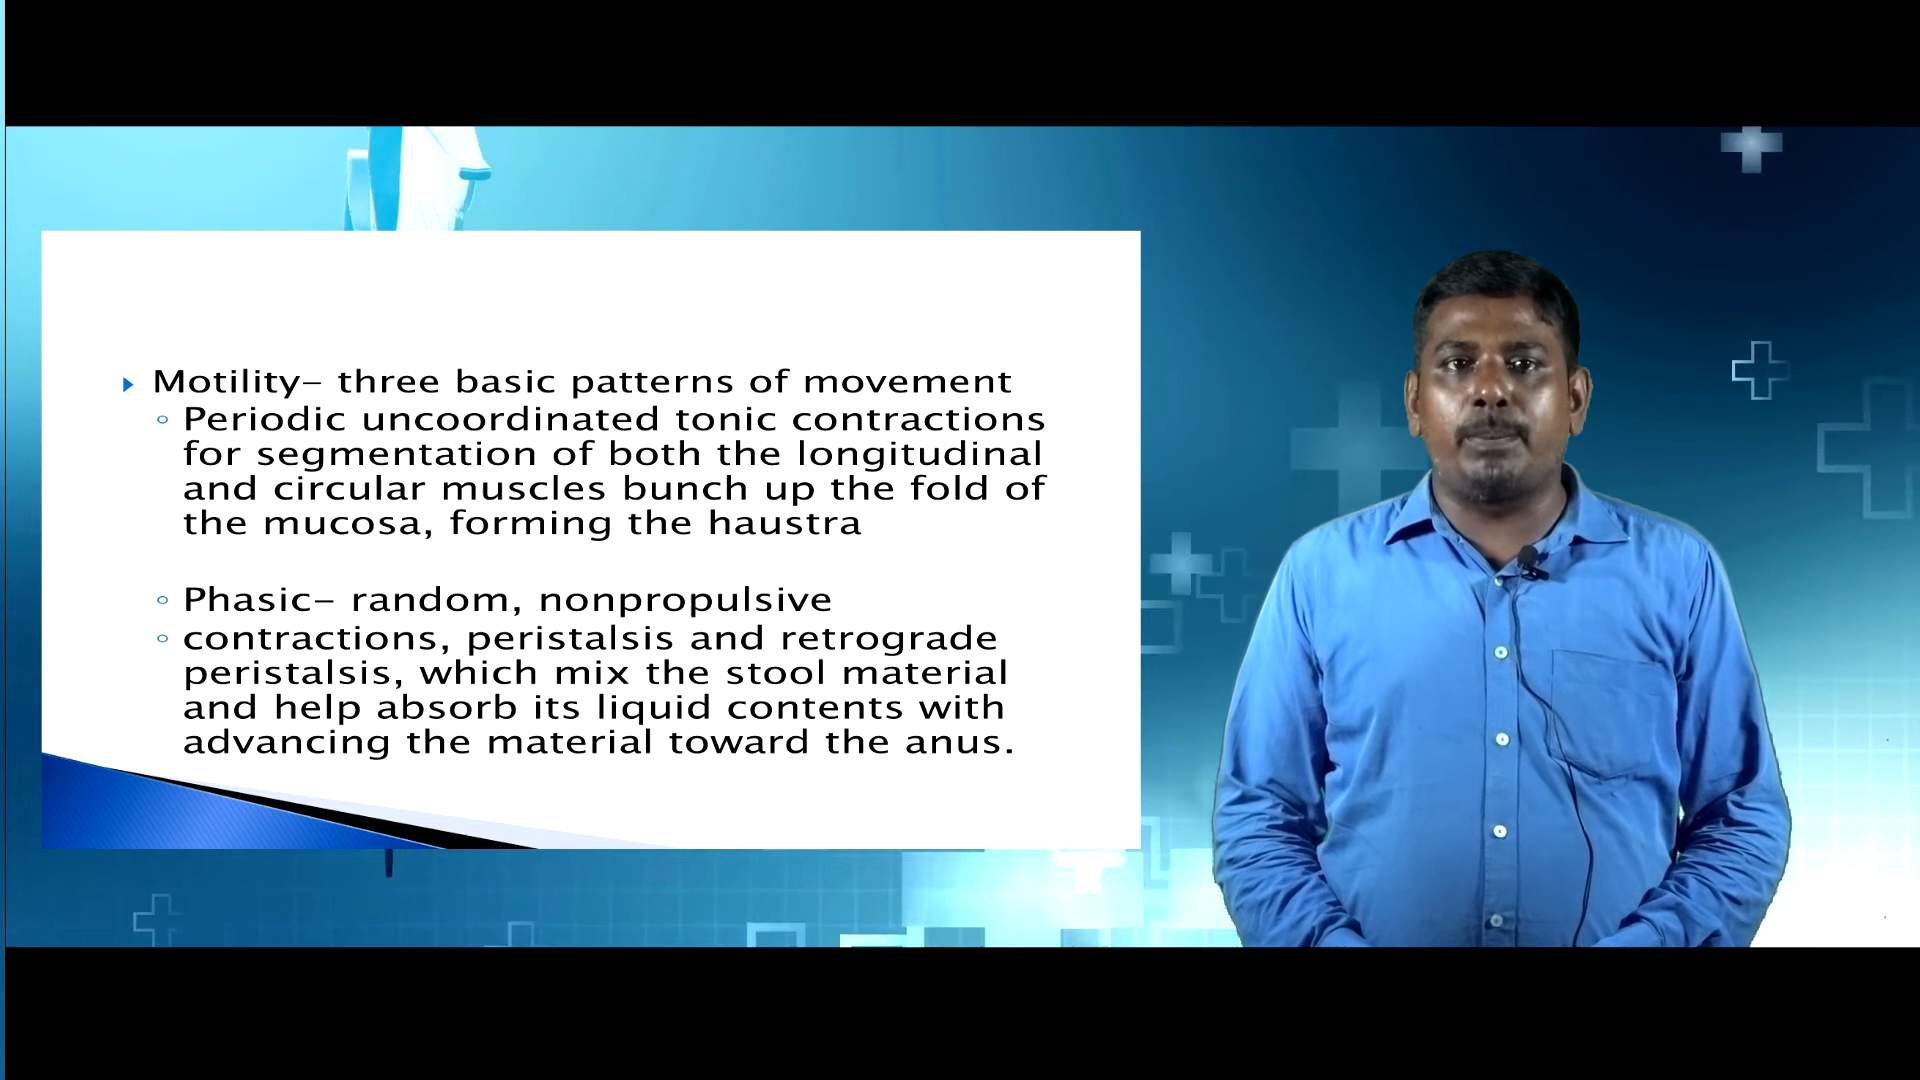 Motility– three basic patterns of movement
Periodic uncoordinated tonic contractions
for segmentation of both the longitudinal
and circular muscles bunch up the fold of
the mucosa, forming the haustra
Phasic– random, nonpropulsive
contractions, peristalsis and retrograde
peristalsis, which mix the stool material
and help absorb its liquid contents with
advancing the material toward the anus.